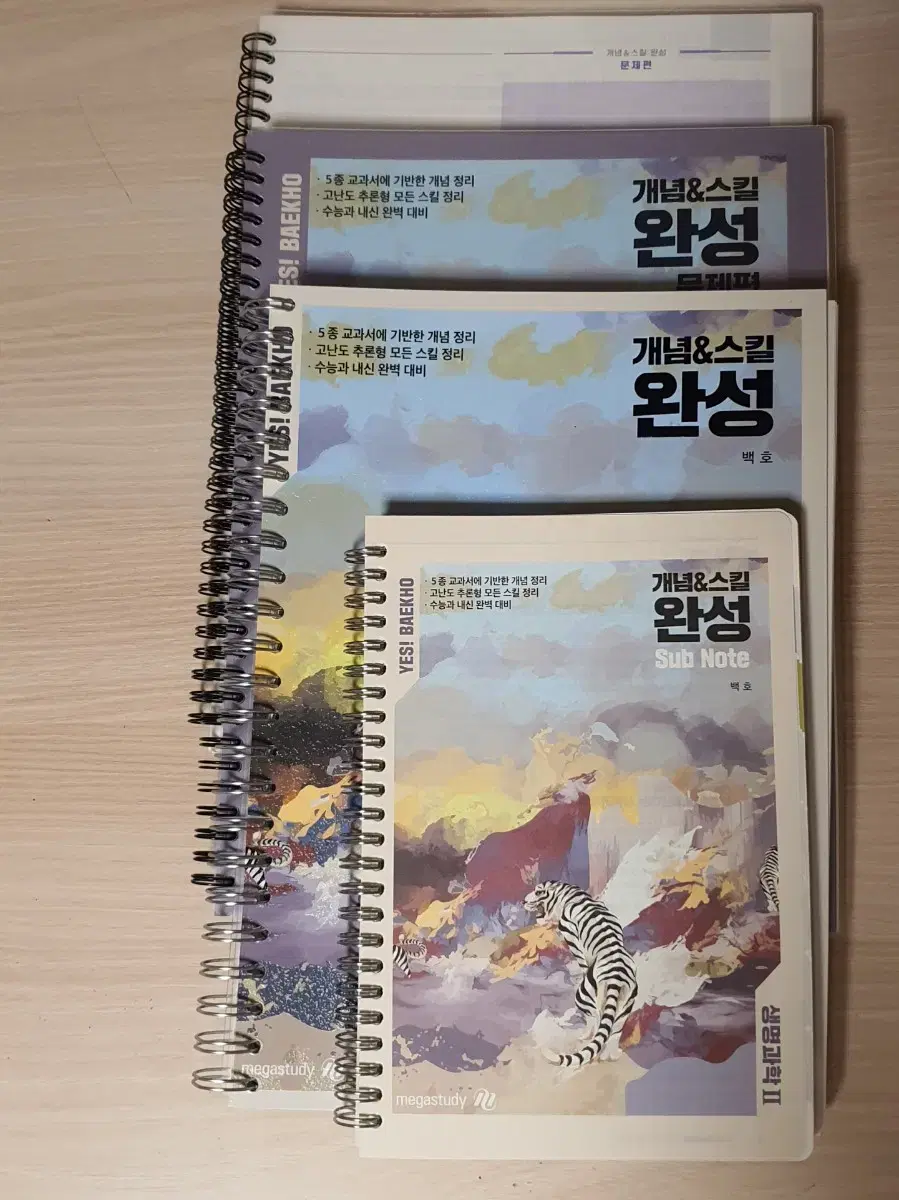 개념&스킬 완성
문제편
YES! BAEKHO
· 5종 교과서에 기반한 개념 정리
· 고난도 추론형 모든 스킬 정리
· 수능과 내신 완벽 대비
개념&스킬
완성
문제편
YES! BAEKHO
· 5종 교과서에 기반한 개념 정리
· 고난도 추론형 모든 스킬 정리
· 수능과 내신 완벽 대비
개념&스킬
완성
백호
megastudy
YES! BAEKHO
· 5종 교과서에 기반한 개념 정리
· 고난도 추론형 모든 스킬 정리
· 수능과 내신 완벽 대비
개념&스킬
완성
Sub Note
백호
생명과학 II
megastudy